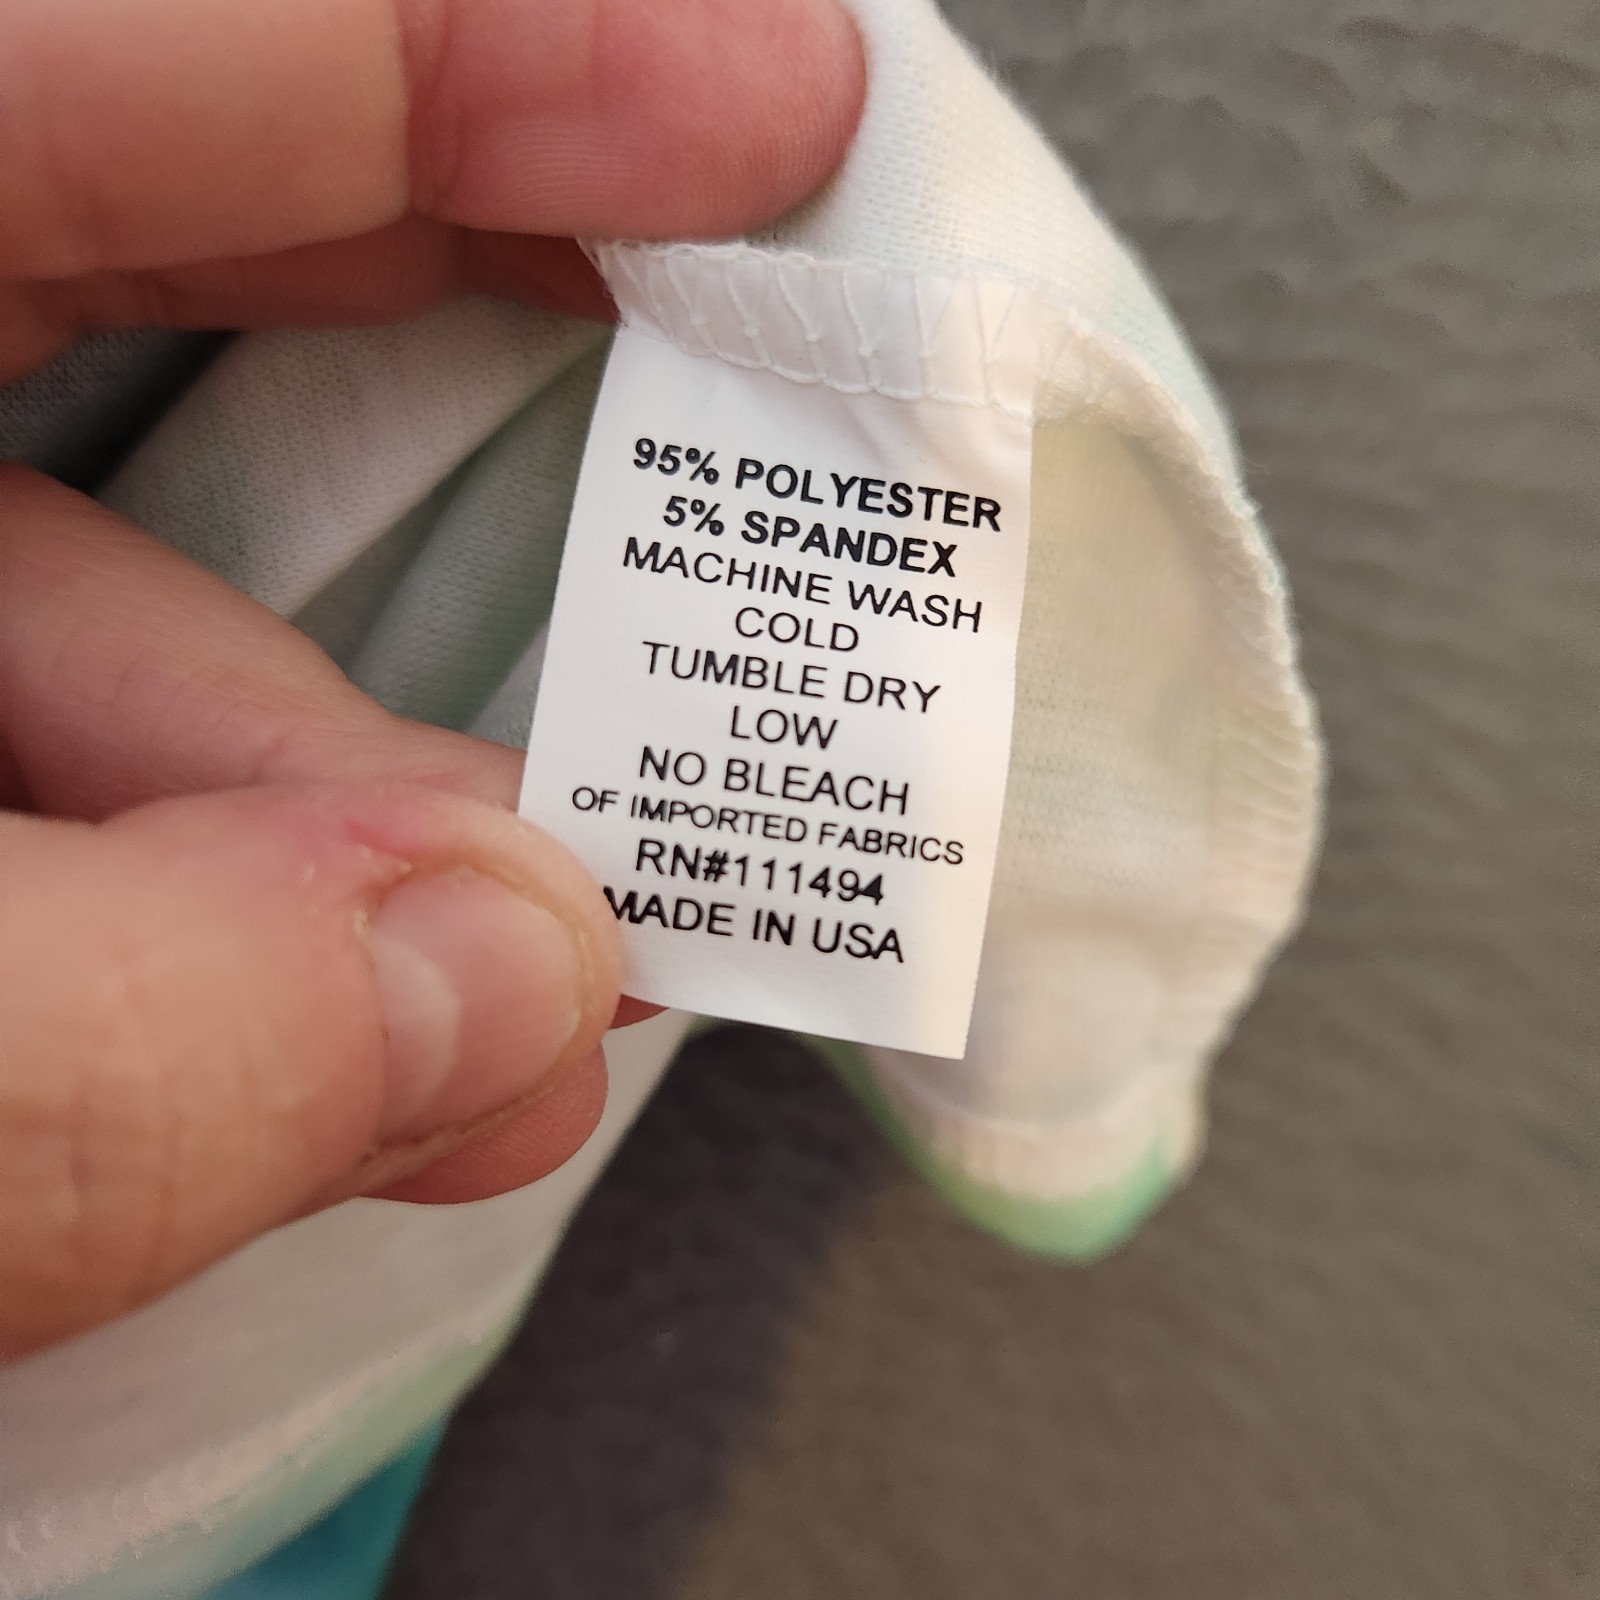 95% POLYESTER
5% SPANDEX
MACHINE WASH
COLD
TUMBLE DRY
LOW
NO BLEACH
OF IMPORTED FABRICS
RN#111494
MADE IN USA